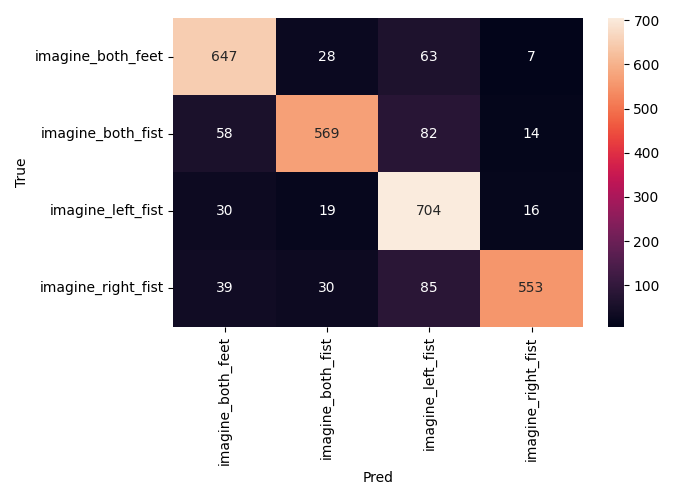 imagine_both_feet 647 28 63 7 700
imagine_both_fist 58 569 82 14 600
imagine_left_fist 30 19 704 16 500
imagine_right_fist 39 30 85 553 400
300
200
100
True
imagine_both_feet
imagine_both_fist
imagine_left_fist
imagine_right_fist
Pred